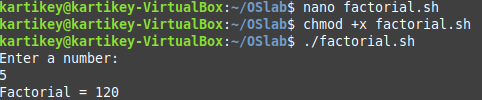 kartikey@kartikey-VirtualBox:~/OSlab$ nano factorial.sh
kartikey@kartikey-VirtualBox:~/OSlab$ chmod +x factorial.sh
kartikey@kartikey-VirtualBox:~/OSlab$ ./factorial.sh
Enter a number:
5
Factorial = 120